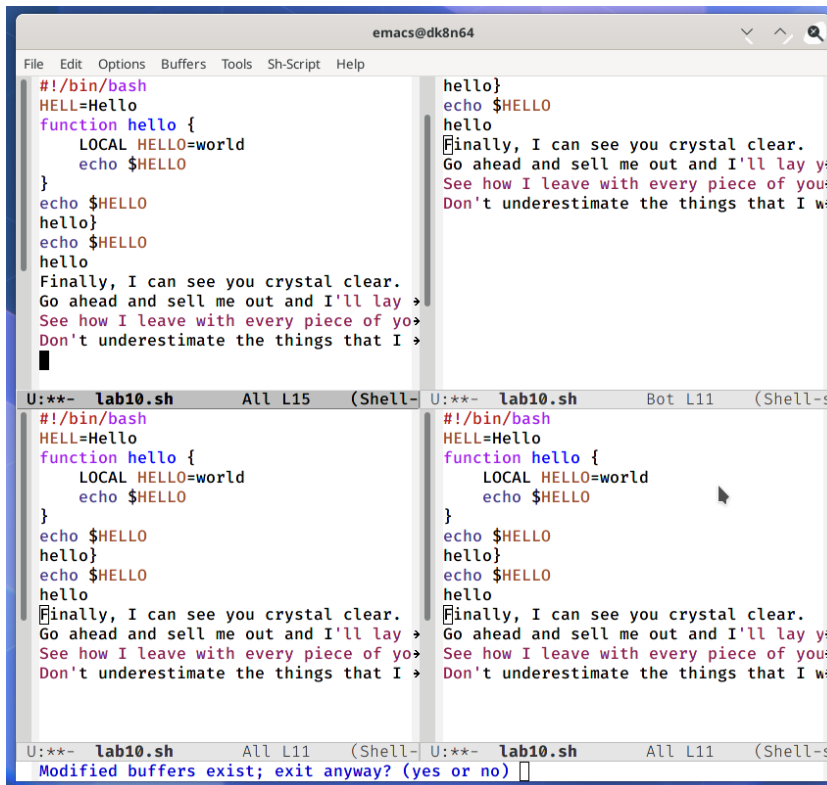 emacs@dk8n64
File Edit Options Buffers Tools Sh-Script Help
#!/bin/bash
HELL=Hello
function hello {
    LOCAL HELLO=world
    echo $HELLO
}
echo $HELLO
hello}
echo $HELLO
hello
Finally, I can see you crystal clear.
Go ahead and sell me out and I'll lay
See how I leave with every piece of yo
Don't underestimate the things that I
U:**-  lab10.sh       All L15    (Shell-
hello}
echo $HELLO
hello
Finally, I can see you crystal clear.
Go ahead and sell me out and I'll lay y
See how I leave with every piece of you
Don't underestimate the things that I w
U:**-  lab10.sh       Bot L11    (Shell-s
#!/bin/bash
HELL=Hello
function hello {
    LOCAL HELLO=world
    echo $HELLO
}
echo $HELLO
hello}
echo $HELLO
hello
Finally, I can see you crystal clear.
Go ahead and sell me out and I'll lay
See how I leave with every piece of yo
Don't underestimate the things that I
U:**-  lab10.sh       All L11    (Shell-
#!/bin/bash
HELL=Hello
function hello {
    LOCAL HELLO=world
    echo $HELLO
}
echo $HELLO
hello}
echo $HELLO
hello
Finally, I can see you crystal clear.
Go ahead and sell me out and I'll lay y
See how I leave with every piece of you
Don't underestimate the things that I w
U:**-  lab10.sh       All L11    (Shell-s
Modified buffers exist; exit anyway? (yes or no)